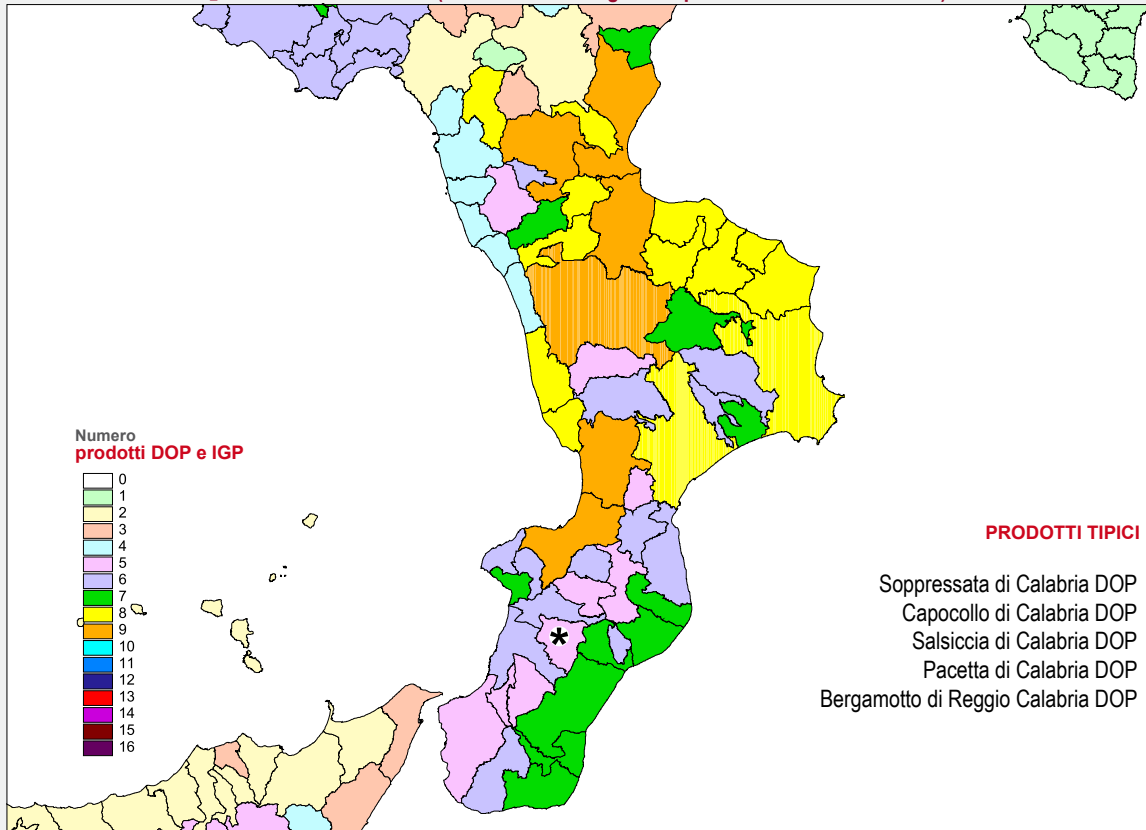 Numero
prodotti DOP e IGP
0
1
2
3
4
5
6
7
8
9
10
11
12
13
14
15
16
*
PRODOTTI TIPICI
Soppressata di Calabria DOP
Capocollo di Calabria DOP
Salsiccia di Calabria DOP
Pacetta di Calabria DOP
Bergamotto di Reggio Calabria DOP